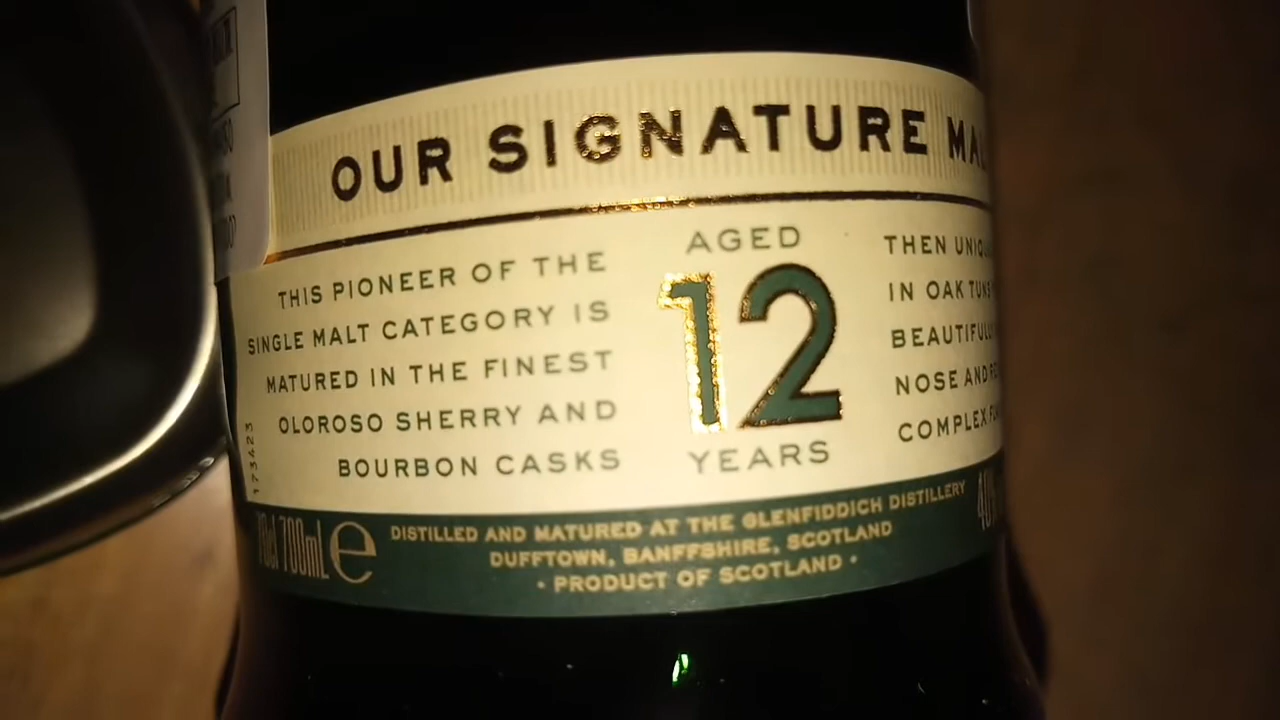 OUR SIGNATURE
THIS PIONEER OF THE
SINGLE MALT CATEGORY IS
MATURED IN THE FINEST
OLOROSO SHERRY AND
BOURBON CASKS
AGED
12
YEARS
THEN
IN OAK
NOSE AND
COMPLEX
173423
70cl 700mL e
DISTILLED AND MATURED AT THE GLENFIDDICH DISTILLERY
DUFFTOWN, BANFFSHIRE, SCOTLAND
• PRODUCT OF SCOTLAND •